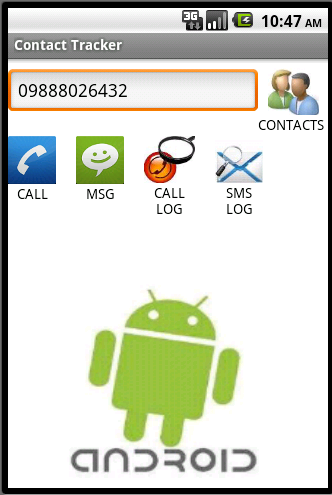 3G 10:47 AM
Contact Tracker
09888026432
CONTACTS
CALL MSG CALL LOG SMS LOG
ANDROID